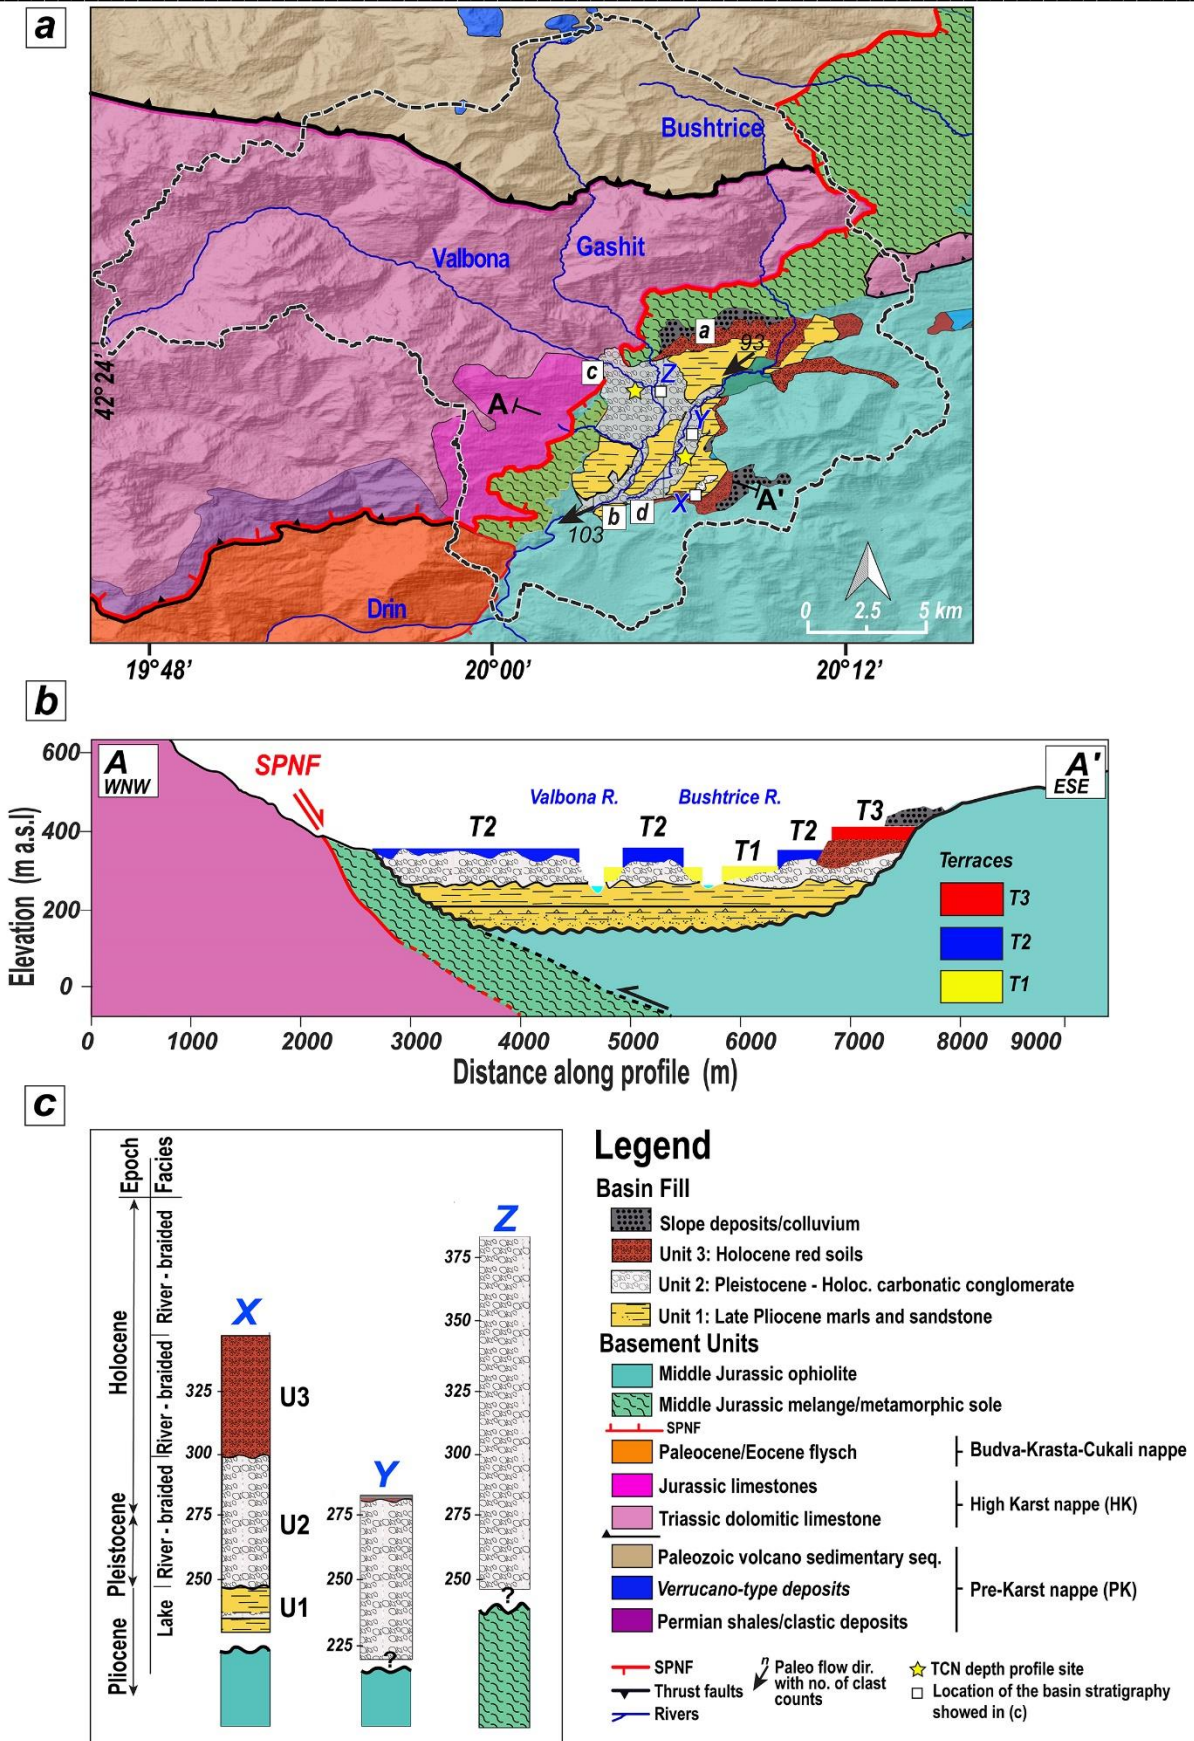 a
Bushtrice
Valbona
Gashit
a
93
c
Z
A
Y
42°24'
X
A'
b
d
103
Drin
0 2.5 5 km
19°48'
20°00'
20°12'
b
A
WNW
SPNF
Valbona R.
Bushtrice R.
A'
ESE
T2
T2
T1
T2
T3
Terraces
T3
T2
T1
Elevation (m a.s.l)
600
400
200
0
0 1000 2000 3000 4000 5000 6000 7000 8000 9000
Distance along profile (m)
c
Epoch
Facies
Holocene
Pleistocene
Pliocene
River - braided
River - braided
River - braided
Lake
X
325
300
275
250
U3
U2
U1
Y
275
250
225
?
Z
375
350
325
300
275
250
?
Legend
Basin Fill
Slope deposits/colluvium
Unit 3: Holocene red soils
Unit 2: Pleistocene - Holoc. carbonatic conglomerate
Unit 1: Late Pliocene marls and sandstone
Basement Units
Middle Jurassic ophiolite
Middle Jurassic melange/metamorphic sole
SPNF
Paleocene/Eocene flysch
Budva-Krasta-Cukali nappe
Jurassic limestones
Triassic dolomitic limestone
High Karst nappe (HK)
Paleozoic volcano sedimentary seq.
Verrucano-type deposits
Permian shales/clastic deposits
Pre-Karst nappe (PK)
SPNF
Thrust faults
Rivers
n
Paleo flow dir.
with no. of clast
counts
TCN depth profile site
Location of the basin stratigraphy
showed in (c)